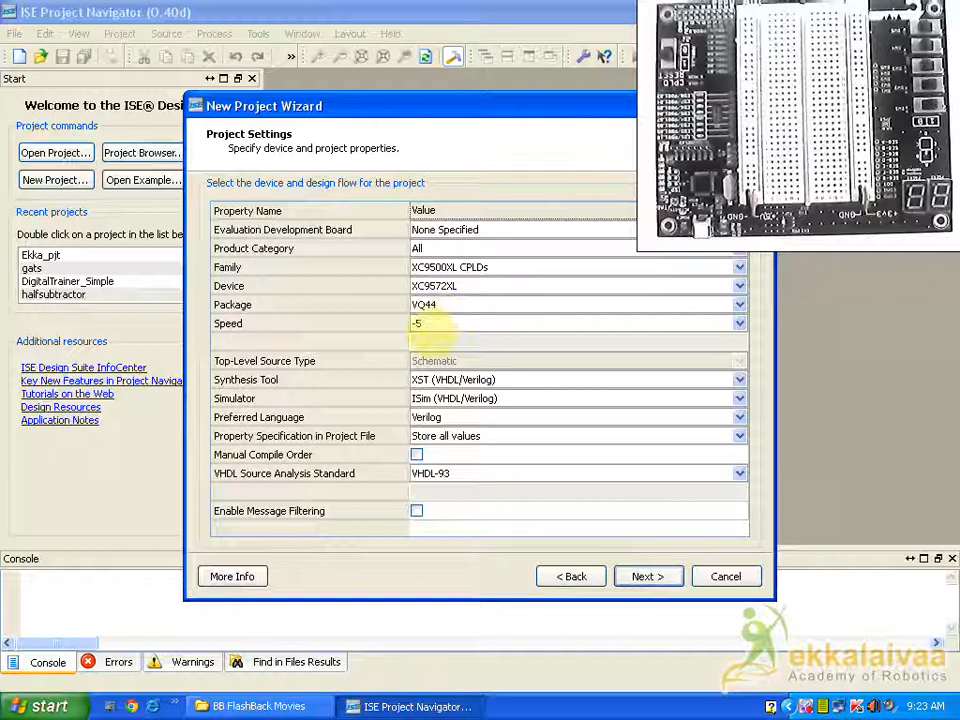 ISE Project Navigator (O.40d)
File Edit View Project Source Process Tools Window Layout Help
Start
Welcome to the ISE® Desi
Project commands
Open Project... Project Browser...
New Project... Open Example...
Recent projects
Double click on a project in the list be
Ekka_pjt
gats
DigitalTrainer_Simple
halfsubtractor
Additional resources
ISE Design Suite InfoCenter
Key New Features in Project Naviga
Tutorials on the Web
Design Resources
Application Notes
New Project Wizard
Project Settings
Specify device and project properties.
Select the device and design flow for the project
Property Name Value
Evaluation Development Board None Specified
Product Category All
Family XC9500XL CPLDs
Device XC9572XL
Package VQ44
Speed -5
Top-Level Source Type Schematic
Synthesis Tool XST (VHDL/Verilog)
Simulator ISim (VHDL/Verilog)
Preferred Language Verilog
Property Specification in Project File Store all values
Manual Compile Order
VHDL Source Analysis Standard VHDL-93
Enable Message Filtering
More Info < Back Next > Cancel
Console
Console Errors Warnings Find in Files Results
ekkalaivaa
Academy of Robotics
start BB FlashBack Movies ISE Project Navigator... 9:23 AM